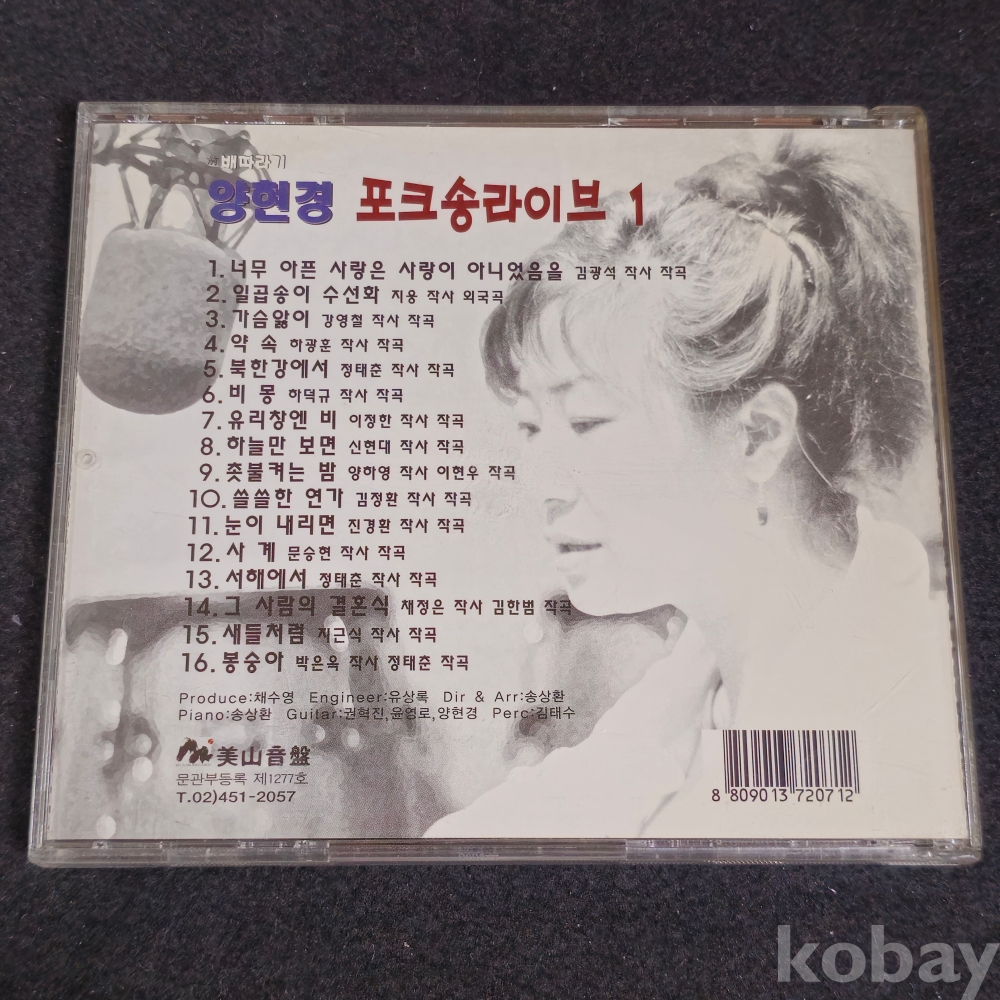 배따라기
양현경 포크송라이브 1
1. 너무 아픈 사랑은 사랑이 아니었음을 김광석 작사 작곡
2. 일곱송이 수선화 지웅 작사 외국곡
3. 가슴앓이 강영철 작사 작곡
4. 약 속 하광훈 작사 작곡
5. 북한강에서 정태춘 작사 작곡
6. 비 몽 하덕규 작사 작곡
7. 유리창엔 비 이정한 작사 작곡
8. 하늘만 보면 신현대 작사 작곡
9. 촛불켜는 밤 양하영 작사 이현우 작곡
10. 쓸쓸한 연가 김정환 작사 작곡
11. 눈이 내리면 진경환 작사 작곡
12. 사 계 문승현 작사 작곡
13. 서해에서 정태춘 작사 작곡
14. 그 사람의 결혼식 채정은 작사 김한범 작곡
15. 새들처럼 지근식 작사 작곡
16. 봉숭아 박은옥 작사 정태춘 작곡
Produce:채수영 Engineer:유상록 Dir & Arr:송상환
Piano:송상환 Guitar:권혁진,윤영로,양현경 Perc:김태수
美山音盤
문관부등록 제1277호
T.02)451-2057
8 809013 720712
kobay